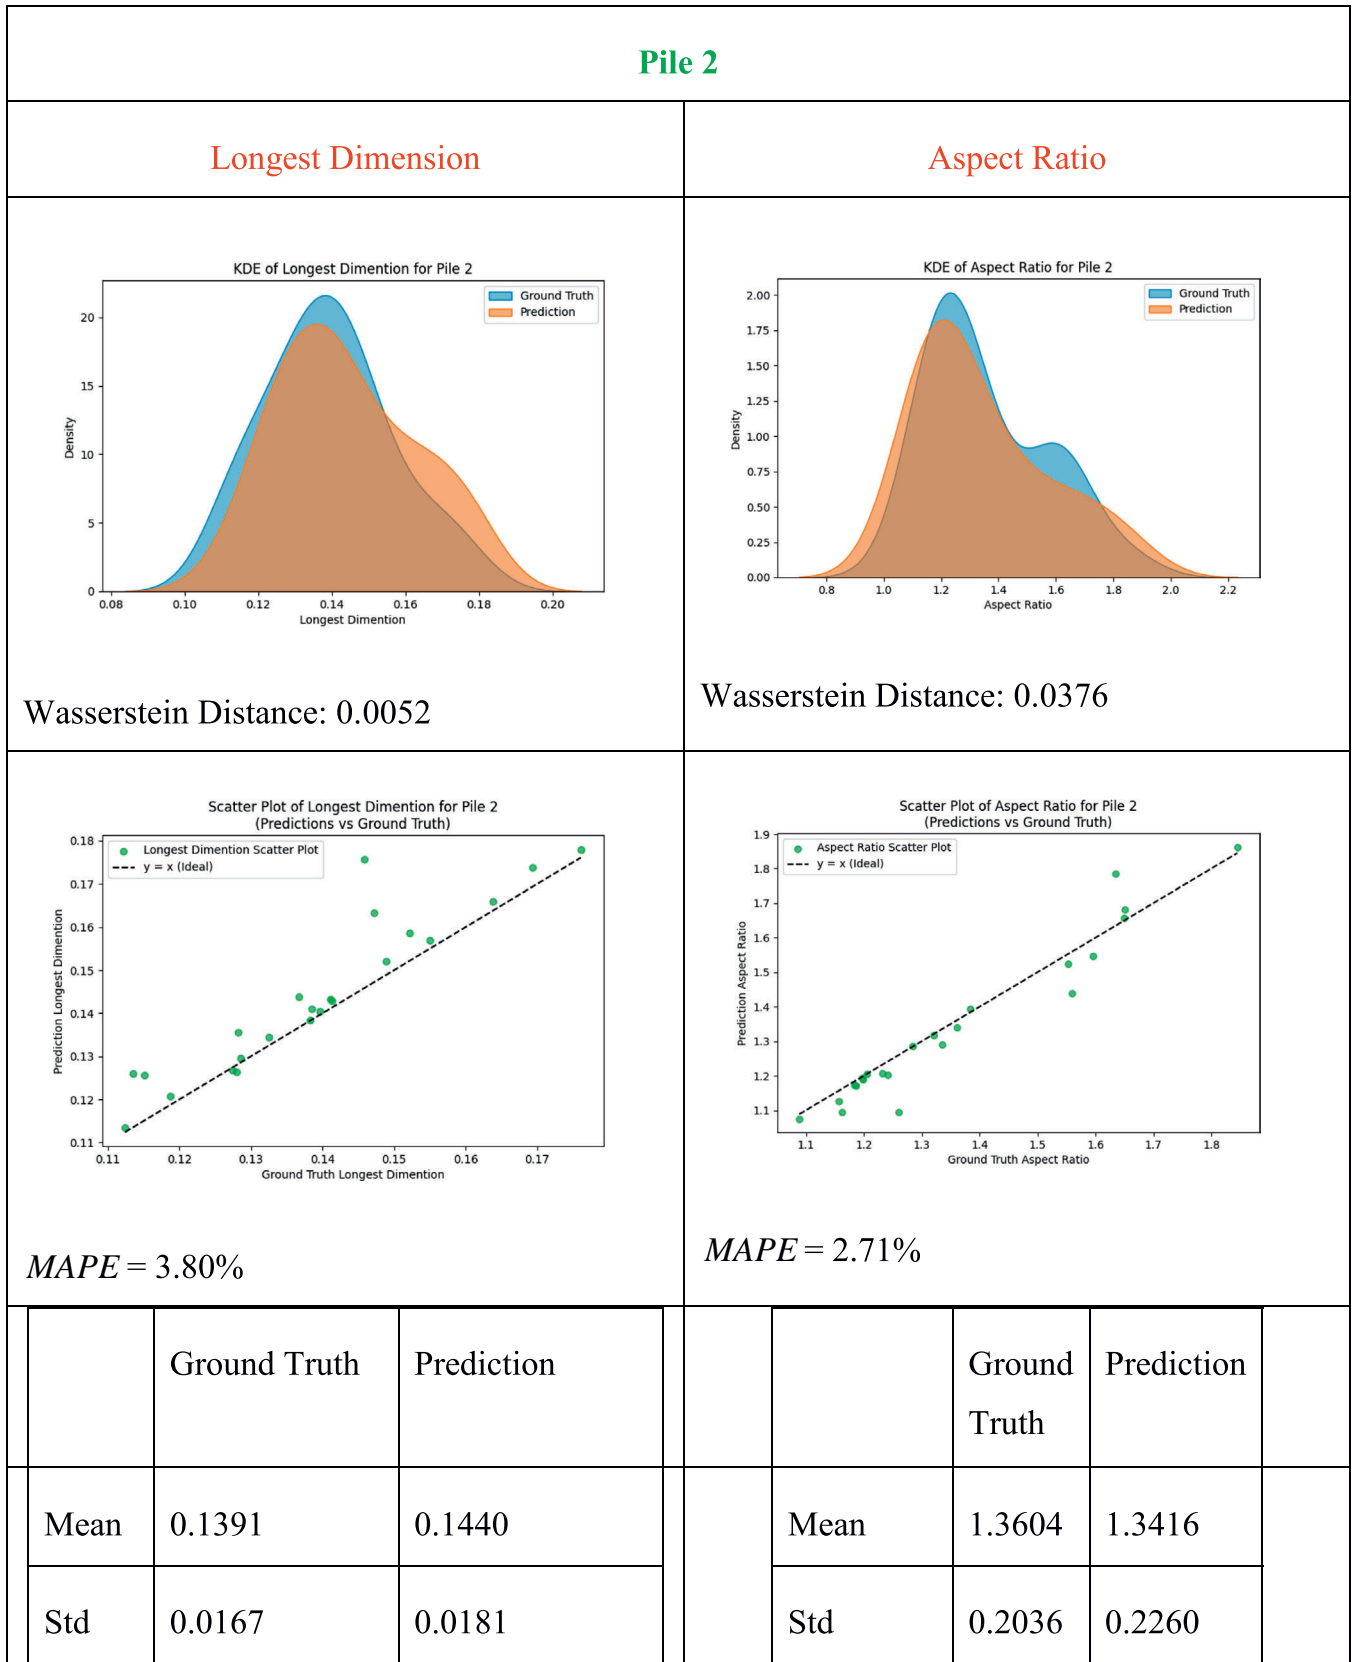 Pile 2
Longest Dimension
Aspect Ratio
KDE of Longest Dimention for Pile 2
Ground Truth
Prediction
20
15
10
5
0
Density
0.08 0.10 0.12 0.14 0.16 0.18 0.20
Longest Dimention
Wasserstein Distance: 0.0052
KDE of Aspect Ratio for Pile 2
Ground Truth
Prediction
2.00
1.75
1.50
1.25
1.00
0.75
0.50
0.25
0.00
Density
0.8 1.0 1.2 1.4 1.6 1.8 2.0 2.2
Aspect Ratio
Wasserstein Distance: 0.0376
Scatter Plot of Longest Dimention for Pile 2
(Predictions vs Ground Truth)
Longest Dimention Scatter Plot
y = x (Ideal)
0.18
0.17
0.16
0.15
0.14
0.13
0.12
0.11
Prediction Longest Dimention
0.11 0.12 0.13 0.14 0.15 0.16 0.17
Ground Truth Longest Dimention
MAPE = 3.80%
Scatter Plot of Aspect Ratio for Pile 2
(Predictions vs Ground Truth)
Aspect Ratio Scatter Plot
y = x (Ideal)
1.9
1.8
1.7
1.6
1.5
1.4
1.3
1.2
1.1
Prediction Aspect Ratio
1.1 1.2 1.3 1.4 1.5 1.6 1.7 1.8
Ground Truth Aspect Ratio
MAPE = 2.71%
Ground Truth Prediction
Mean 0.1391 0.1440
Std 0.0167 0.0181
Ground
Truth
Prediction
Mean 1.3604 1.3416
Std 0.2036 0.2260